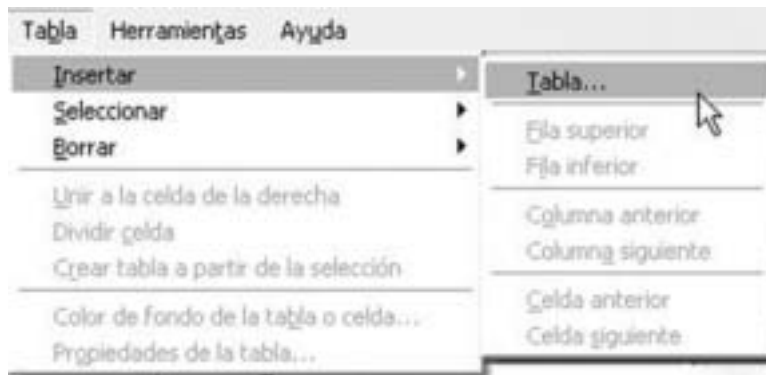 Tabla Herramientas Ayuda
Insertar
Seleccionar
Borrar
Unir a la celda de la derecha
Dividir celda
Crear tabla a partir de la selección
Color de fondo de la tabla o celda...
Propiedades de la tabla...
Tabla...
Fila superior
Fila inferior
Columna anterior
Columna siguiente
Celda anterior
Celda siguiente